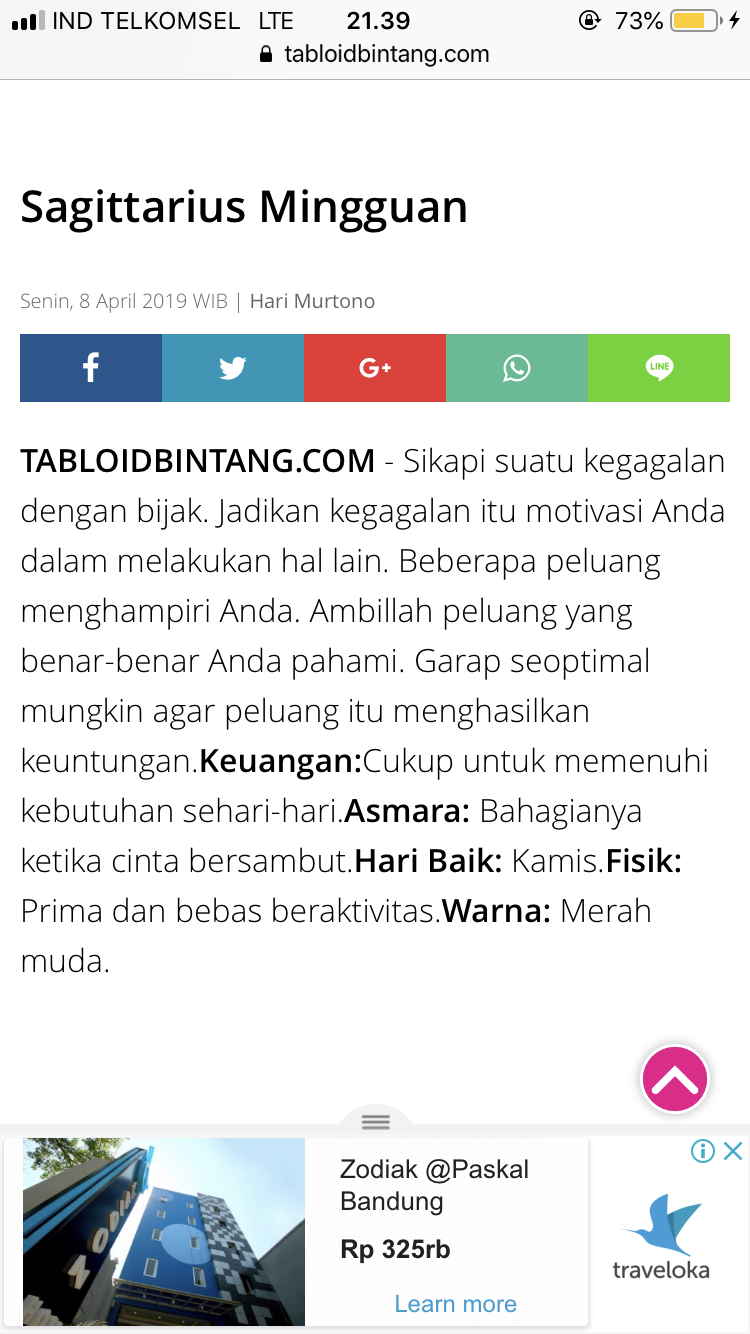 IND TELKOMSEL LTE 21.39 73%
tabloidbintang.com
Sagittarius Mingguan
Senin, 8 April 2019 WIB | Hari Murtono
f G+ LINE
TABLOIDBINTANG.COM - Sikapi suatu kegagalan
dengan bijak. Jadikan kegagalan itu motivasi Anda
dalam melakukan hal lain. Beberapa peluang
menghampiri Anda. Ambillah peluang yang
benar-benar Anda pahami. Garap seoptimal
mungkin agar peluang itu menghasilkan
keuntungan.Keuangan:Cukup untuk memenuhi
kebutuhan sehari-hari.Asmara: Bahagianya
ketika cinta bersambut.Hari Baik: Kamis.Fisik:
Prima dan bebas beraktivitas.Warna: Merah
muda.
ZODIAK
Zodiak @Paskal
Bandung
Rp 325rb
Learn more
traveloka